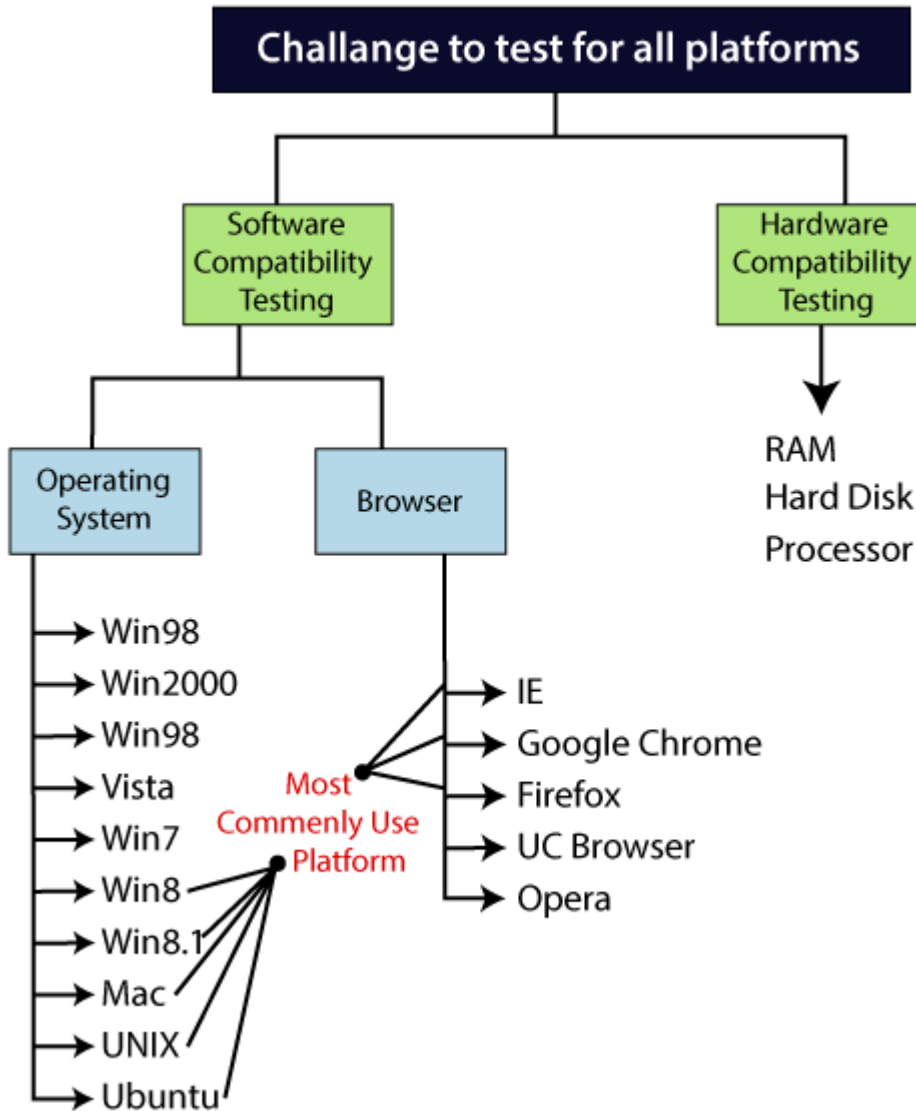 Challange to test for all platforms
Software
Compatibility
Testing
Hardware
Compatibility
Testing
RAM
Hard Disk
Processor
Operating
System
Browser
Win98
Win2000
Win98
Vista
Win7
Win8
Win8.1
Mac
UNIX
Ubuntu
Most
Commenly Use
Platform
IE
Google Chrome
Firefox
UC Browser
Opera